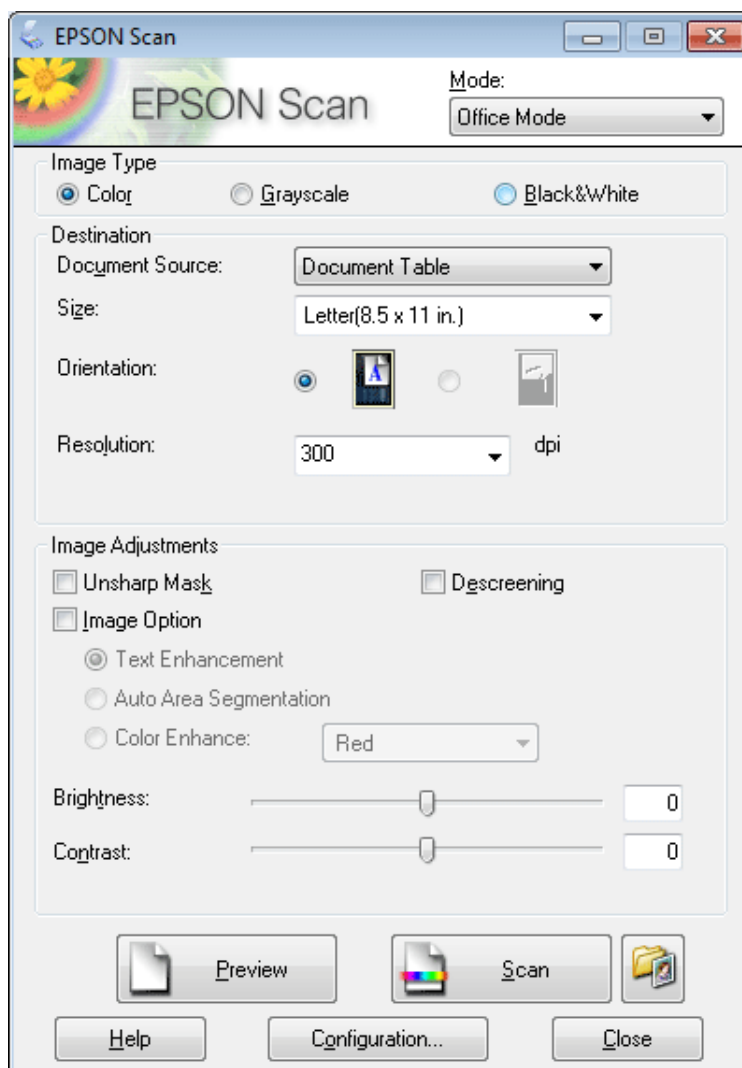 EPSON Scan
EPSON Scan
Mode:
Office Mode
Image Type
Color Grayscale Black&White
Destination
Document Source: Document Table
Size: Letter(8.5 x 11 in.)
Orientation: A
Resolution: 300 dpi
Image Adjustments
Unsharp Mask Descreening
Image Option
Text Enhancement
Auto Area Segmentation
Color Enhance: Red
Brightness: 0
Contrast: 0
Preview Scan
Help Configuration... Close